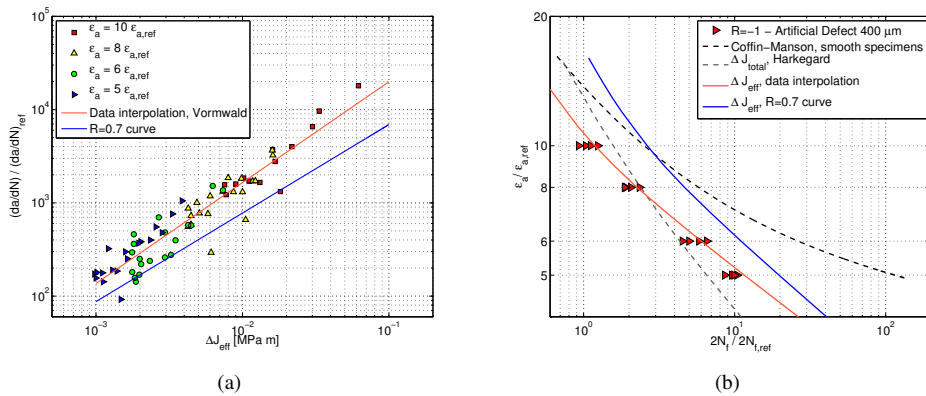 ε_a = 10 ε_a,ref
ε_a = 8 ε_a,ref
ε_a = 6 ε_a,ref
ε_a = 5 ε_a,ref
Data interpolation, Vormwald
R=0.7 curve
(da/dN) / (da/dN)_ref
10^5
10^4
10^3
10^2
10^−3
10^−2
10^−1
ΔJ_eff [MPa m]
(a)
R=−1 − Artificial Defect 400 μm
Coffin−Manson, smooth specimens
ΔJ_total, Harkegard
ΔJ_eff, data interpolation
ΔJ_eff, R=0.7 curve
ε_a / ε_a,ref
20
10
8
6
5
10^0
10^1
10^2
2N_f / 2N_f,ref
(b)